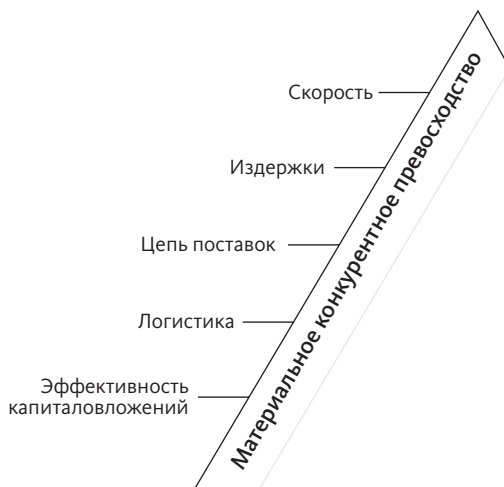 Скорость
Издержки
Цепь поставок
Логистика
Эффективность
капиталовложений
Материальное конкурентное превосходство